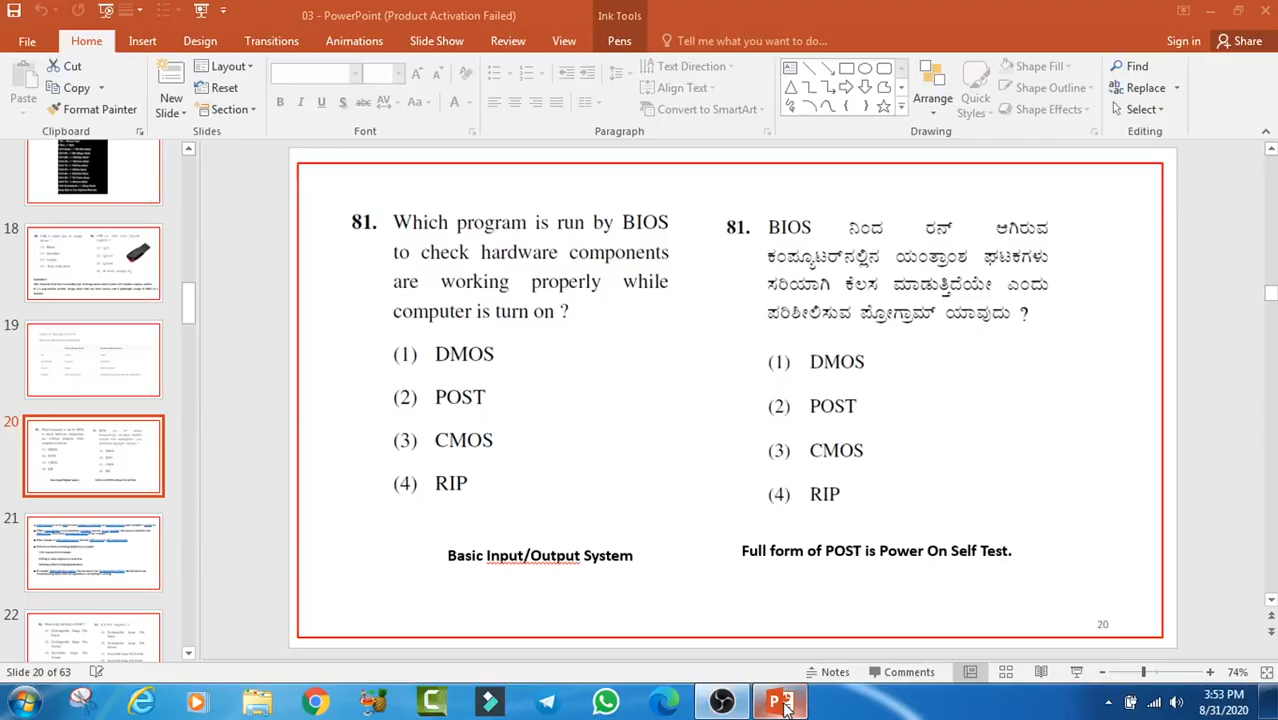 03 - PowerPoint (Product Activation Failed)
Ink Tools
File
Home
Insert
Design
Transitions
Animations
Slide Show
Review
View
Pens
Tell me what you want to do...
Sign in
Share
Paste
Cut
Copy
Format Painter
Clipboard
New
Slide
Layout
Reset
Section
Slides
B I U S abc AV Aa A
Font
Text Direction
Align Text
Convert to SmartArt
Paragraph
Arrange
Quick
Styles
Shape Fill
Shape Outline
Shape Effects
Drawing
Find
Replace
Select
Editing
18
19
20
21
22
81. Which program is run by BIOS
to check hardware components
are working properly while
computer is turn on ?
(1) DMOS
(2) POST
(3) CMOS
(4) RIP
Basic Input/Output System
81. BIOS ನಿಂದ ರನ್ ಆಗಿರುವ
ಕಂಪ್ಯೂಟರ್‌ನಲ್ಲಿನ ಯಂತ್ರಾಂಶ ಘಟಕಗಳು
ಸರಿಯಾಗಿ ಕೆಲಸ ಮಾಡುತ್ತಿದೆಯೇ ಎಂದು
ಪರಿಶೀಲಿಸುವ ಪ್ರೋಗ್ರಾಮ್ ಯಾವುದು ?
(1) DMOS
(2) POST
(3) CMOS
(4) RIP
Full form of POST is Power On Self Test.
20
Slide 20 of 63
Notes
Comments
74%
3:53 PM
8/31/2020